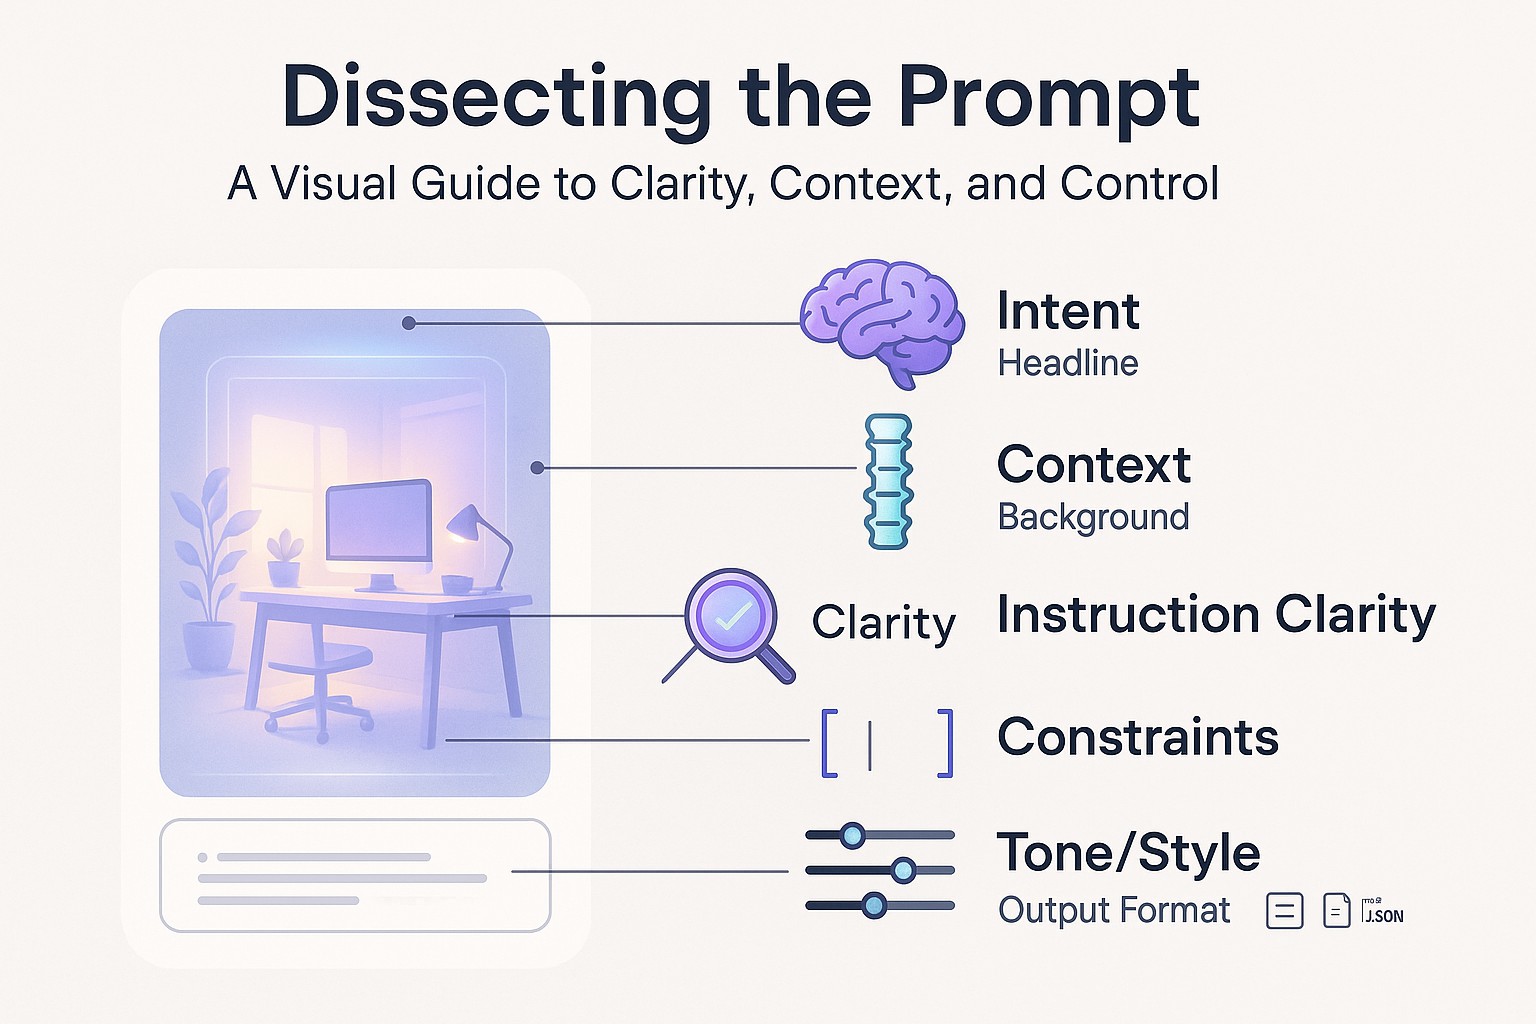 Dissecting the Prompt
A Visual Guide to Clarity, Context, and Control
Intent
Headline
Context
Background
Clarity
Instruction Clarity
Constraints
Tone/Style
Output Format
J.SON